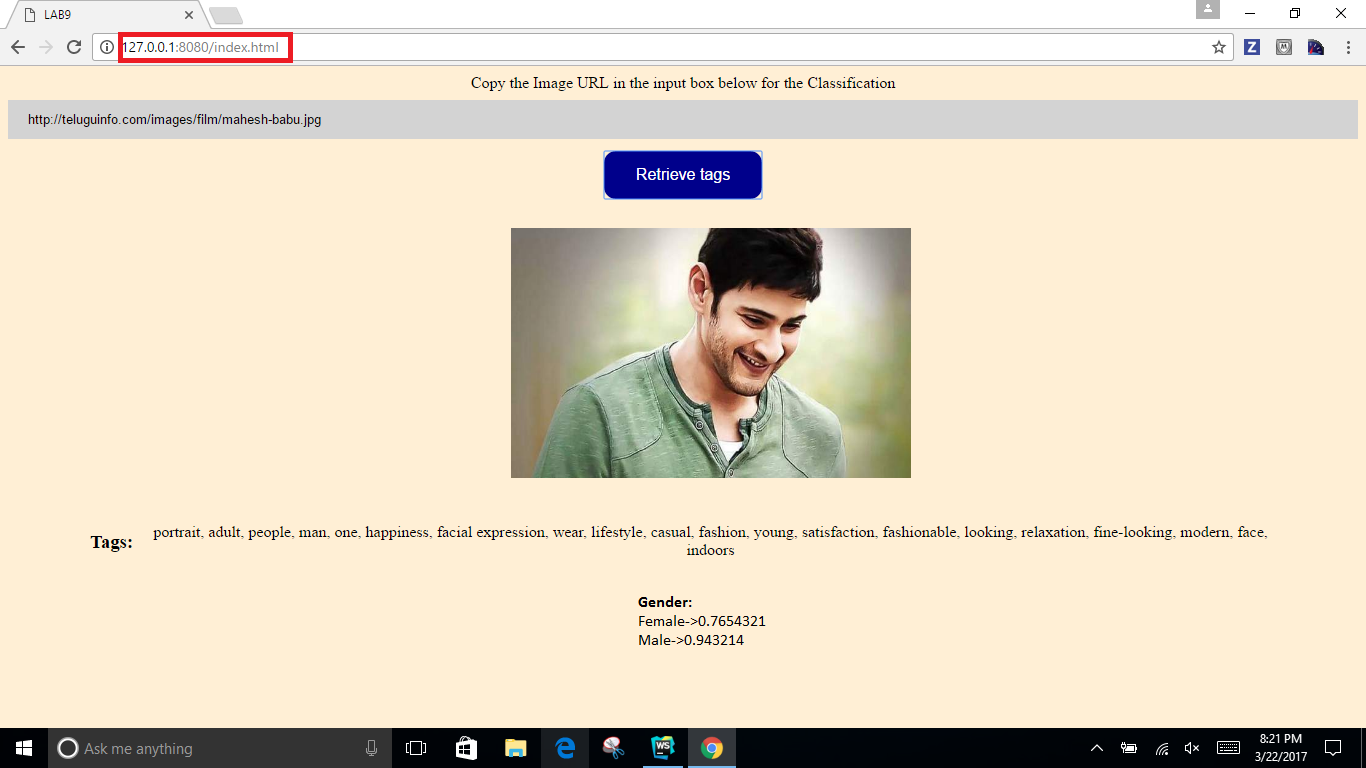 LAB9
127.0.0.1:8080/index.html
Z
M
Copy the Image URL in the input box below for the Classification
http://teluguinfo.com/images/film/mahesh-babu.jpg
Retrieve tags
Tags:
portrait, adult, people, man, one, happiness, facial expression, wear, lifestyle, casual, fashion, young, satisfaction, fashionable, looking, relaxation, fine-looking, modern, face,
indoors
Gender:
Female->0.7654321
Male->0.943214
Ask me anything
WS
8:21 PM
3/22/2017